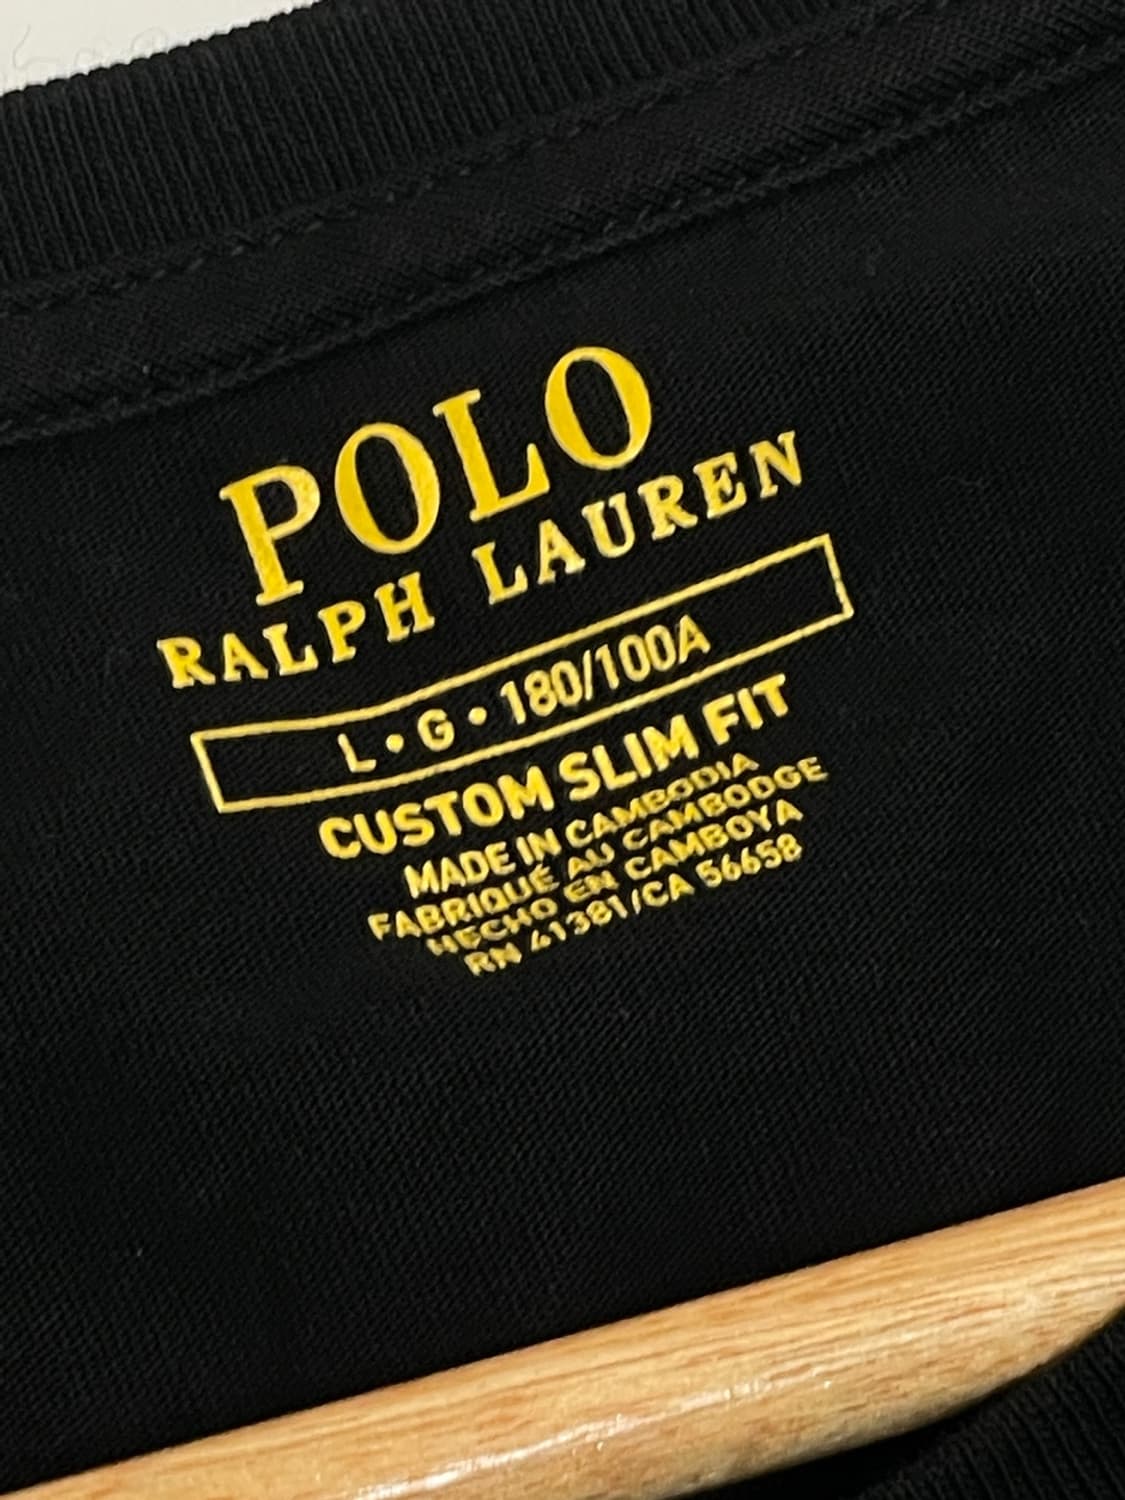 POLO
RALPH LAUREN
L • G • 180/100A
CUSTOM SLIM FIT
MADE IN CAMBODIA
FABRIQUÉ AU CAMBODGE
HECHO EN CAMBOYA
RN 41381/CA 56658